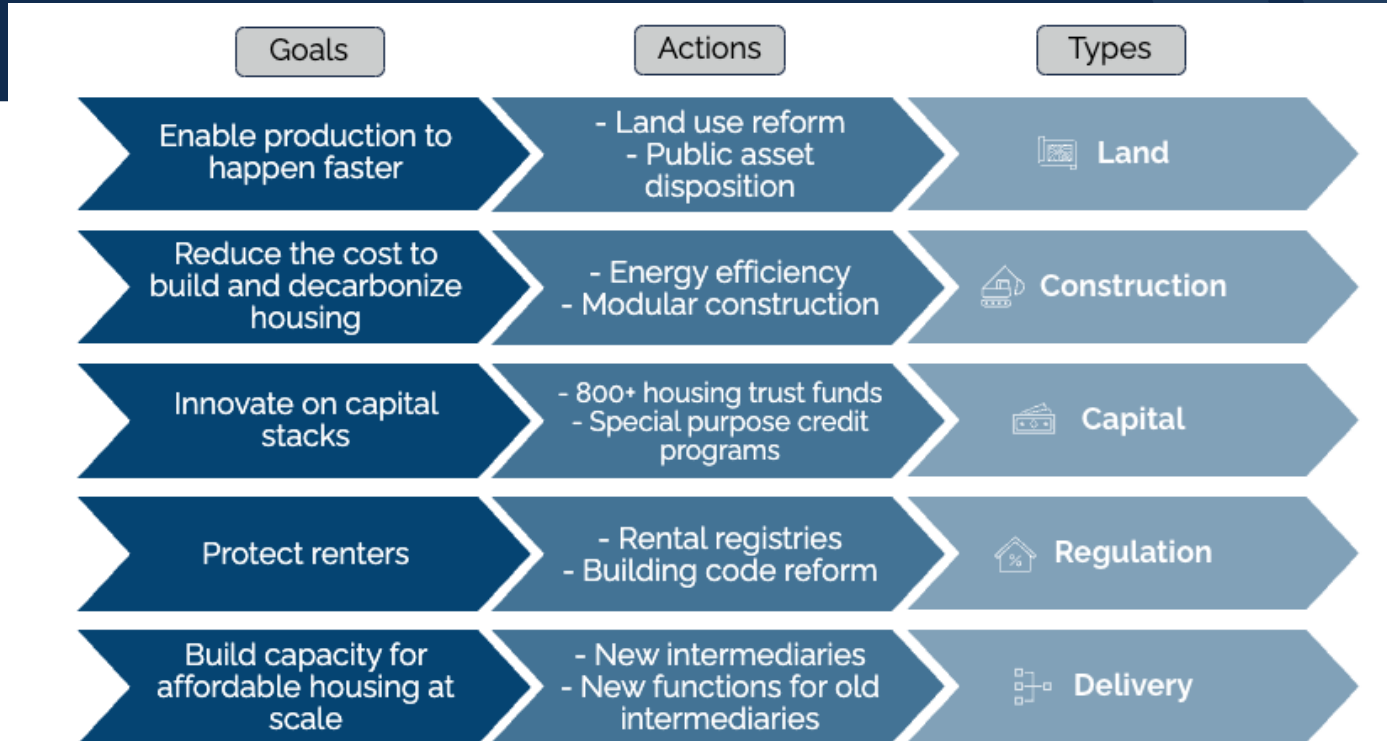 Goals
Actions
Types
Enable production to
happen faster
- Land use reform
- Public asset
disposition
Land
Reduce the cost to
build and decarbonize
housing
- Energy efficiency
- Modular construction
Construction
Innovate on capital
stacks
- 800+ housing trust funds
- Special purpose credit
programs
Capital
Protect renters
- Rental registries
- Building code reform
%
Regulation
Build capacity for
affordable housing at
scale
- New intermediaries
- New functions for old
intermediaries
Delivery